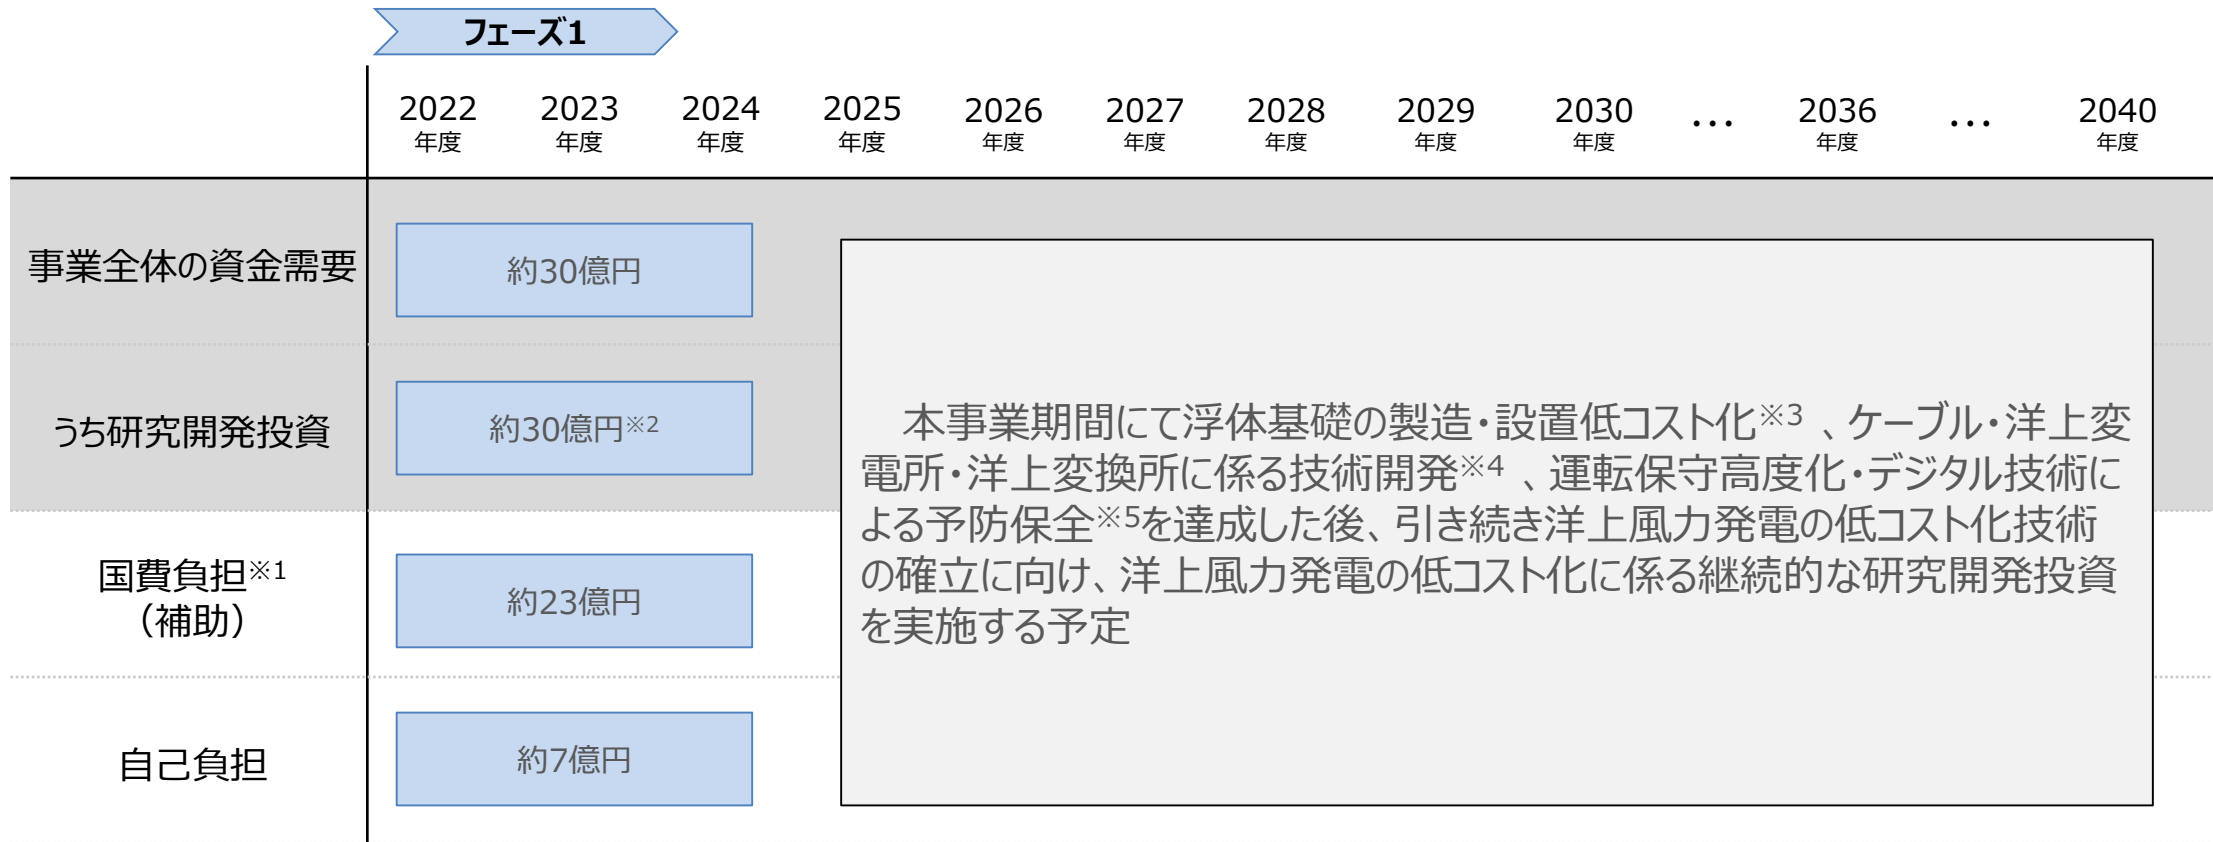 フェーズ1
2022 2023 2024 2025 2026 2027 2028 2029 2030 … 2036 … 2040
年度 年度 年度 年度 年度 年度 年度 年度 年度 年度 年度
事業全体の資金需要
約30億円
うち研究開発投資
約30億円※2
国費負担※1
（補助）
約23億円
自己負担
約7億円
本事業期間にて浮体基礎の製造・設置低コスト化※3 、ケーブル・洋上変
電所・洋上変換所に係る技術開発※4 、運転保守高度化・デジタル技術に
よる予防保全※5を達成した後、引き続き洋上風力発電の低コスト化技術
の確立に向け、洋上風力発電の低コスト化に係る継続的な研究開発投資
を実施する予定